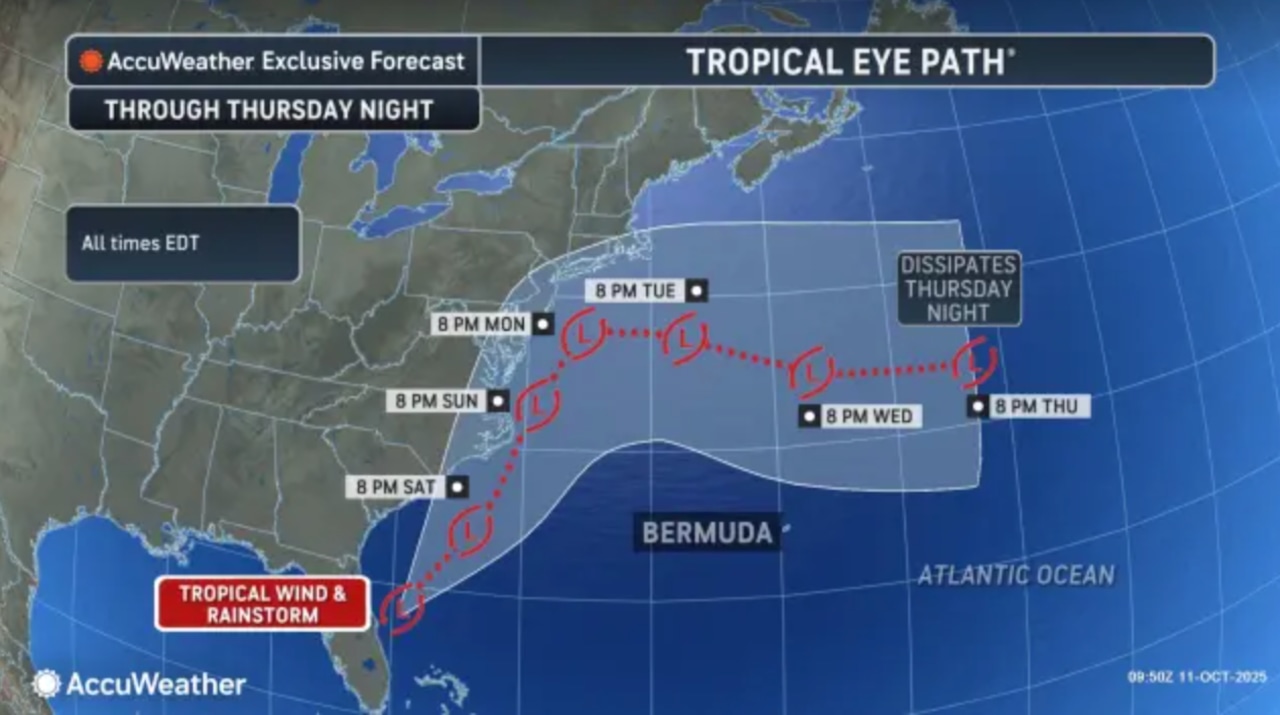 AccuWeather Exclusive Forecast
TROPICAL EYE PATH®
THROUGH THURSDAY NIGHT
All times EDT
DISSIPATES
THURSDAY
NIGHT
8 PM TUE
8 PM MON
L
L
L
L
8 PM SUN
L
8 PM WED
8 PM THU
8 PM SAT
L
BERMUDA
ATLANTIC OCEAN
TROPICAL WIND &
RAINSTORM
L
AccuWeather
09:50Z 11-OCT-2025